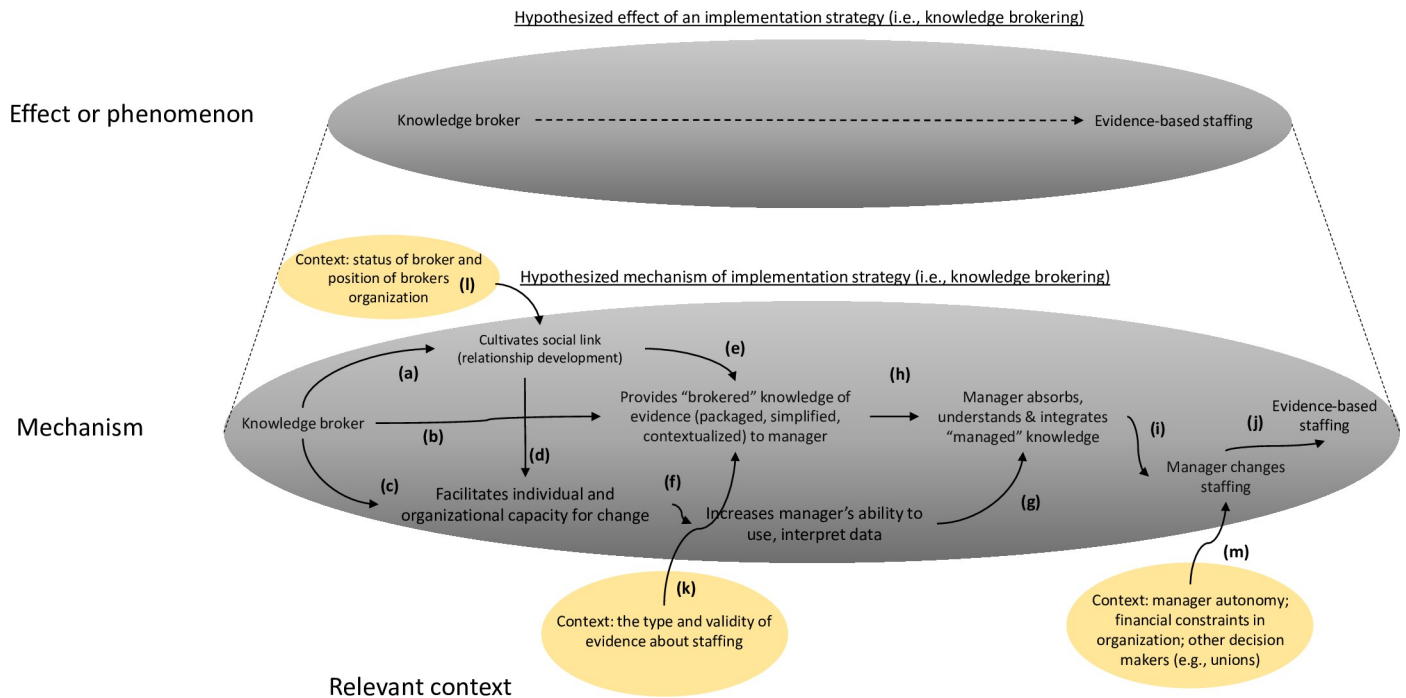 Hypothesized effect of an implementation strategy (i.e., knowledge brokering)
Effect or phenomenon
Knowledge broker
Evidence-based staffing
Context: status of broker and
position of brokers
organization
(l)
Hypothesized mechanism of implementation strategy (i.e., knowledge brokering)
Mechanism
Knowledge broker
(a)
(b)
(c)
Cultivates social link
(relationship development)
(d)
(e)
Facilitates individual and
organizational capacity for change
(f)
Provides “brokered” knowledge of
evidence (packaged, simplified,
contextualized) to manager
Increases manager’s ability to
use, interpret data
(g)
(h)
Manager absorbs,
understands & integrates
“managed” knowledge
(i)
Manager changes
staffing
(j)
Evidence-based
staffing
(k)
Context: the type and validity of
evidence about staffing
(m)
Context: manager autonomy;
financial constraints in
organization; other decision
makers (e.g., unions)
Relevant context